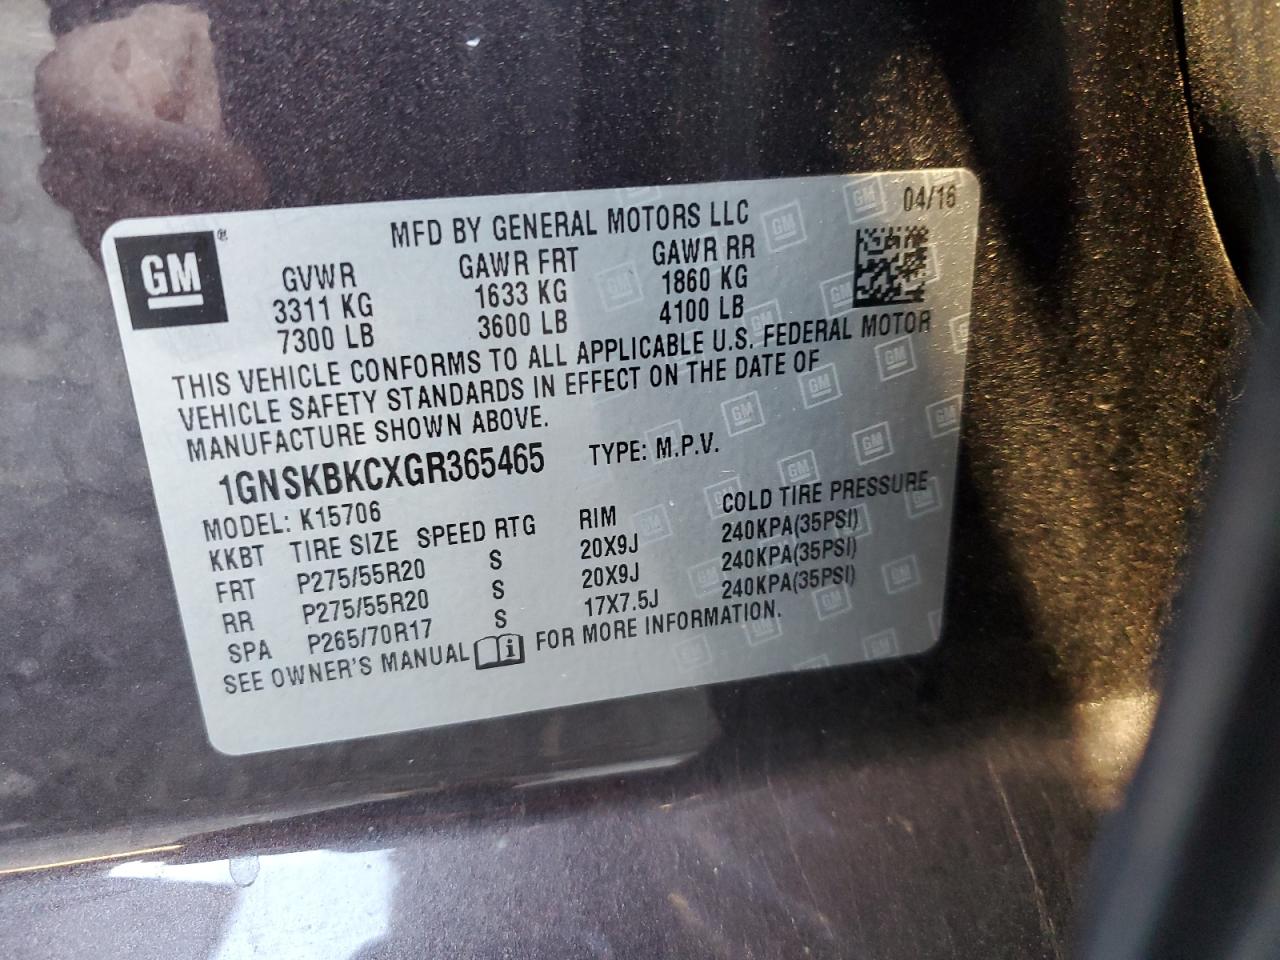 GM ®
MFD BY GENERAL MOTORS LLC
04/16
GVWR GAWR FRT GAWR RR
3311 KG 1633 KG 1860 KG
7300 LB 3600 LB 4100 LB
THIS VEHICLE CONFORMS TO ALL APPLICABLE U.S. FEDERAL MOTOR
VEHICLE SAFETY STANDARDS IN EFFECT ON THE DATE OF
MANUFACTURE SHOWN ABOVE.
1GNSKBKCXGR365465 TYPE: M.P.V.
MODEL: K15706
KKBT TIRE SIZE SPEED RTG RIM COLD TIRE PRESSURE
FRT P275/55R20 S 20X9J 240KPA(35PSI)
RR P275/55R20 S 20X9J 240KPA(35PSI)
SPA P265/70R17 S 17X7.5J 240KPA(35PSI)
SEE OWNER'S MANUAL FOR MORE INFORMATION.